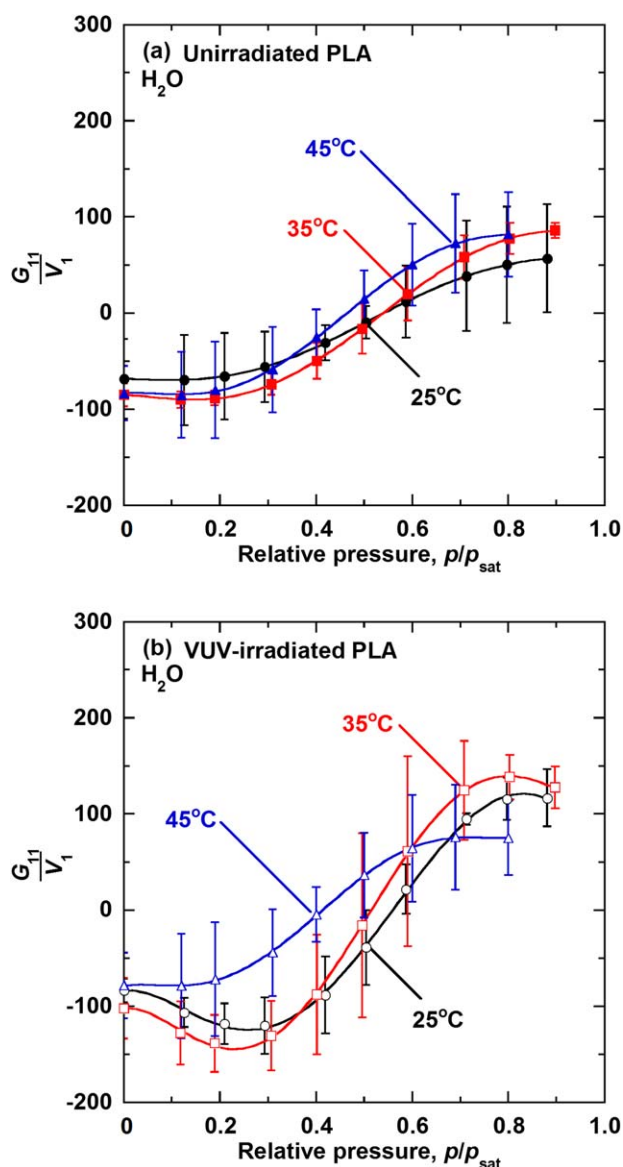 300
(a) Unirradiated PLA
H₂O
200
45°C
100
35°C
G₁₁
V₁
0
25°C
-100
-200
0 0.2 0.4 0.6 0.8 1.0
Relative pressure, p/pₛₐₜ
300
(b) VUV-irradiated PLA
H₂O
200
35°C
100
45°C
G₁₁
V₁
0
25°C
-100
-200
0 0.2 0.4 0.6 0.8 1.0
Relative pressure, p/pₛₐₜ